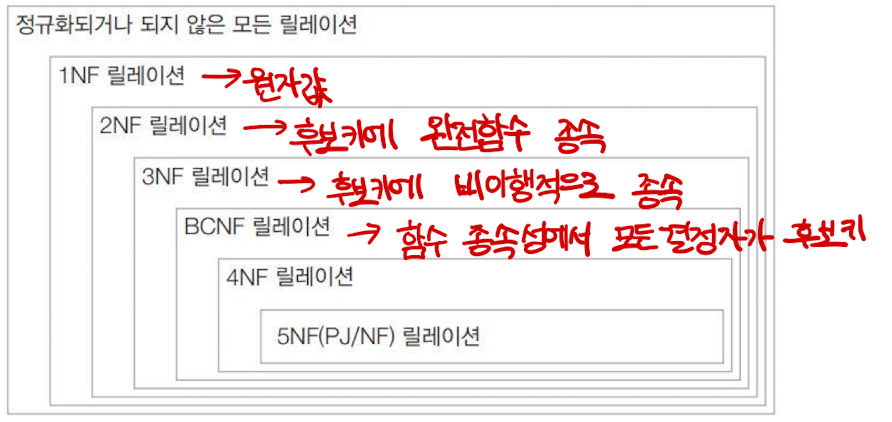 정규화되거나 되지 않은 모든 릴레이션
1NF 릴레이션 → 원자값
2NF 릴레이션 → 후보키에 완전함수 종속
3NF 릴레이션 → 후보키에 비이행적으로 종속
BCNF 릴레이션 → 함수 종속성에서 모든 결정자가 후보키
4NF 릴레이션
5NF(PJ/NF) 릴레이션